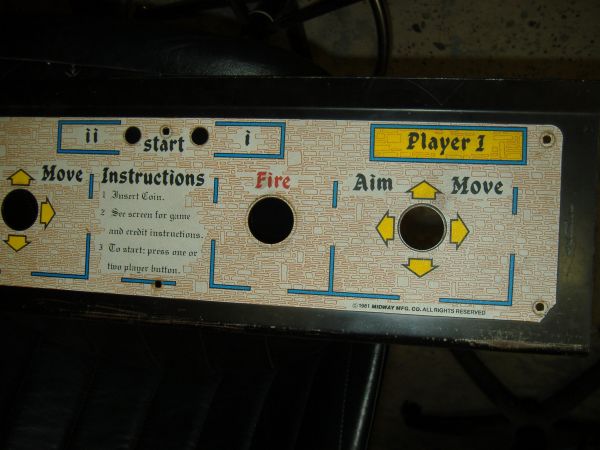 ii start i
Player I
Move Instructions Fire Aim Move
1 Insert Coin.
2 See screen for game
and credit instructions.
3 To start: press one or
two player button.
©1981 MIDWAY MFG. CO. ALL RIGHTS RESERVED